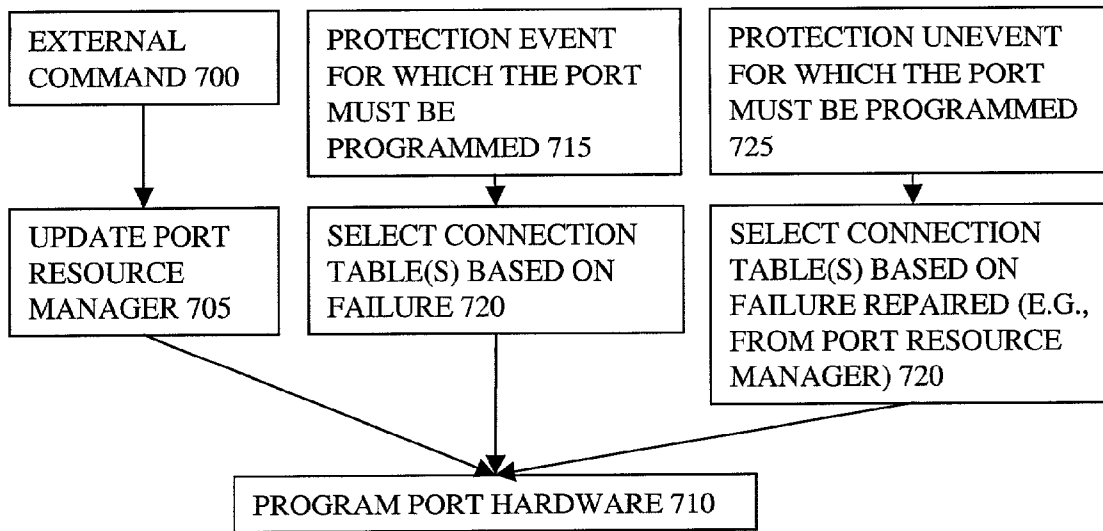 EXTERNAL
COMMAND 700
PROTECTION EVENT
FOR WHICH THE PORT
MUST BE
PROGRAMMED 715
PROTECTION UNEVENT
FOR WHICH THE PORT
MUST BE PROGRAMMED
725
UPDATE PORT
RESOURCE
MANAGER 705
SELECT CONNECTION
TABLE(S) BASED ON
FAILURE 720
SELECT CONNECTION
TABLE(S) BASED ON
FAILURE REPAIRED (E.G.,
FROM PORT RESOURCE
MANAGER) 720
PROGRAM PORT HARDWARE 710